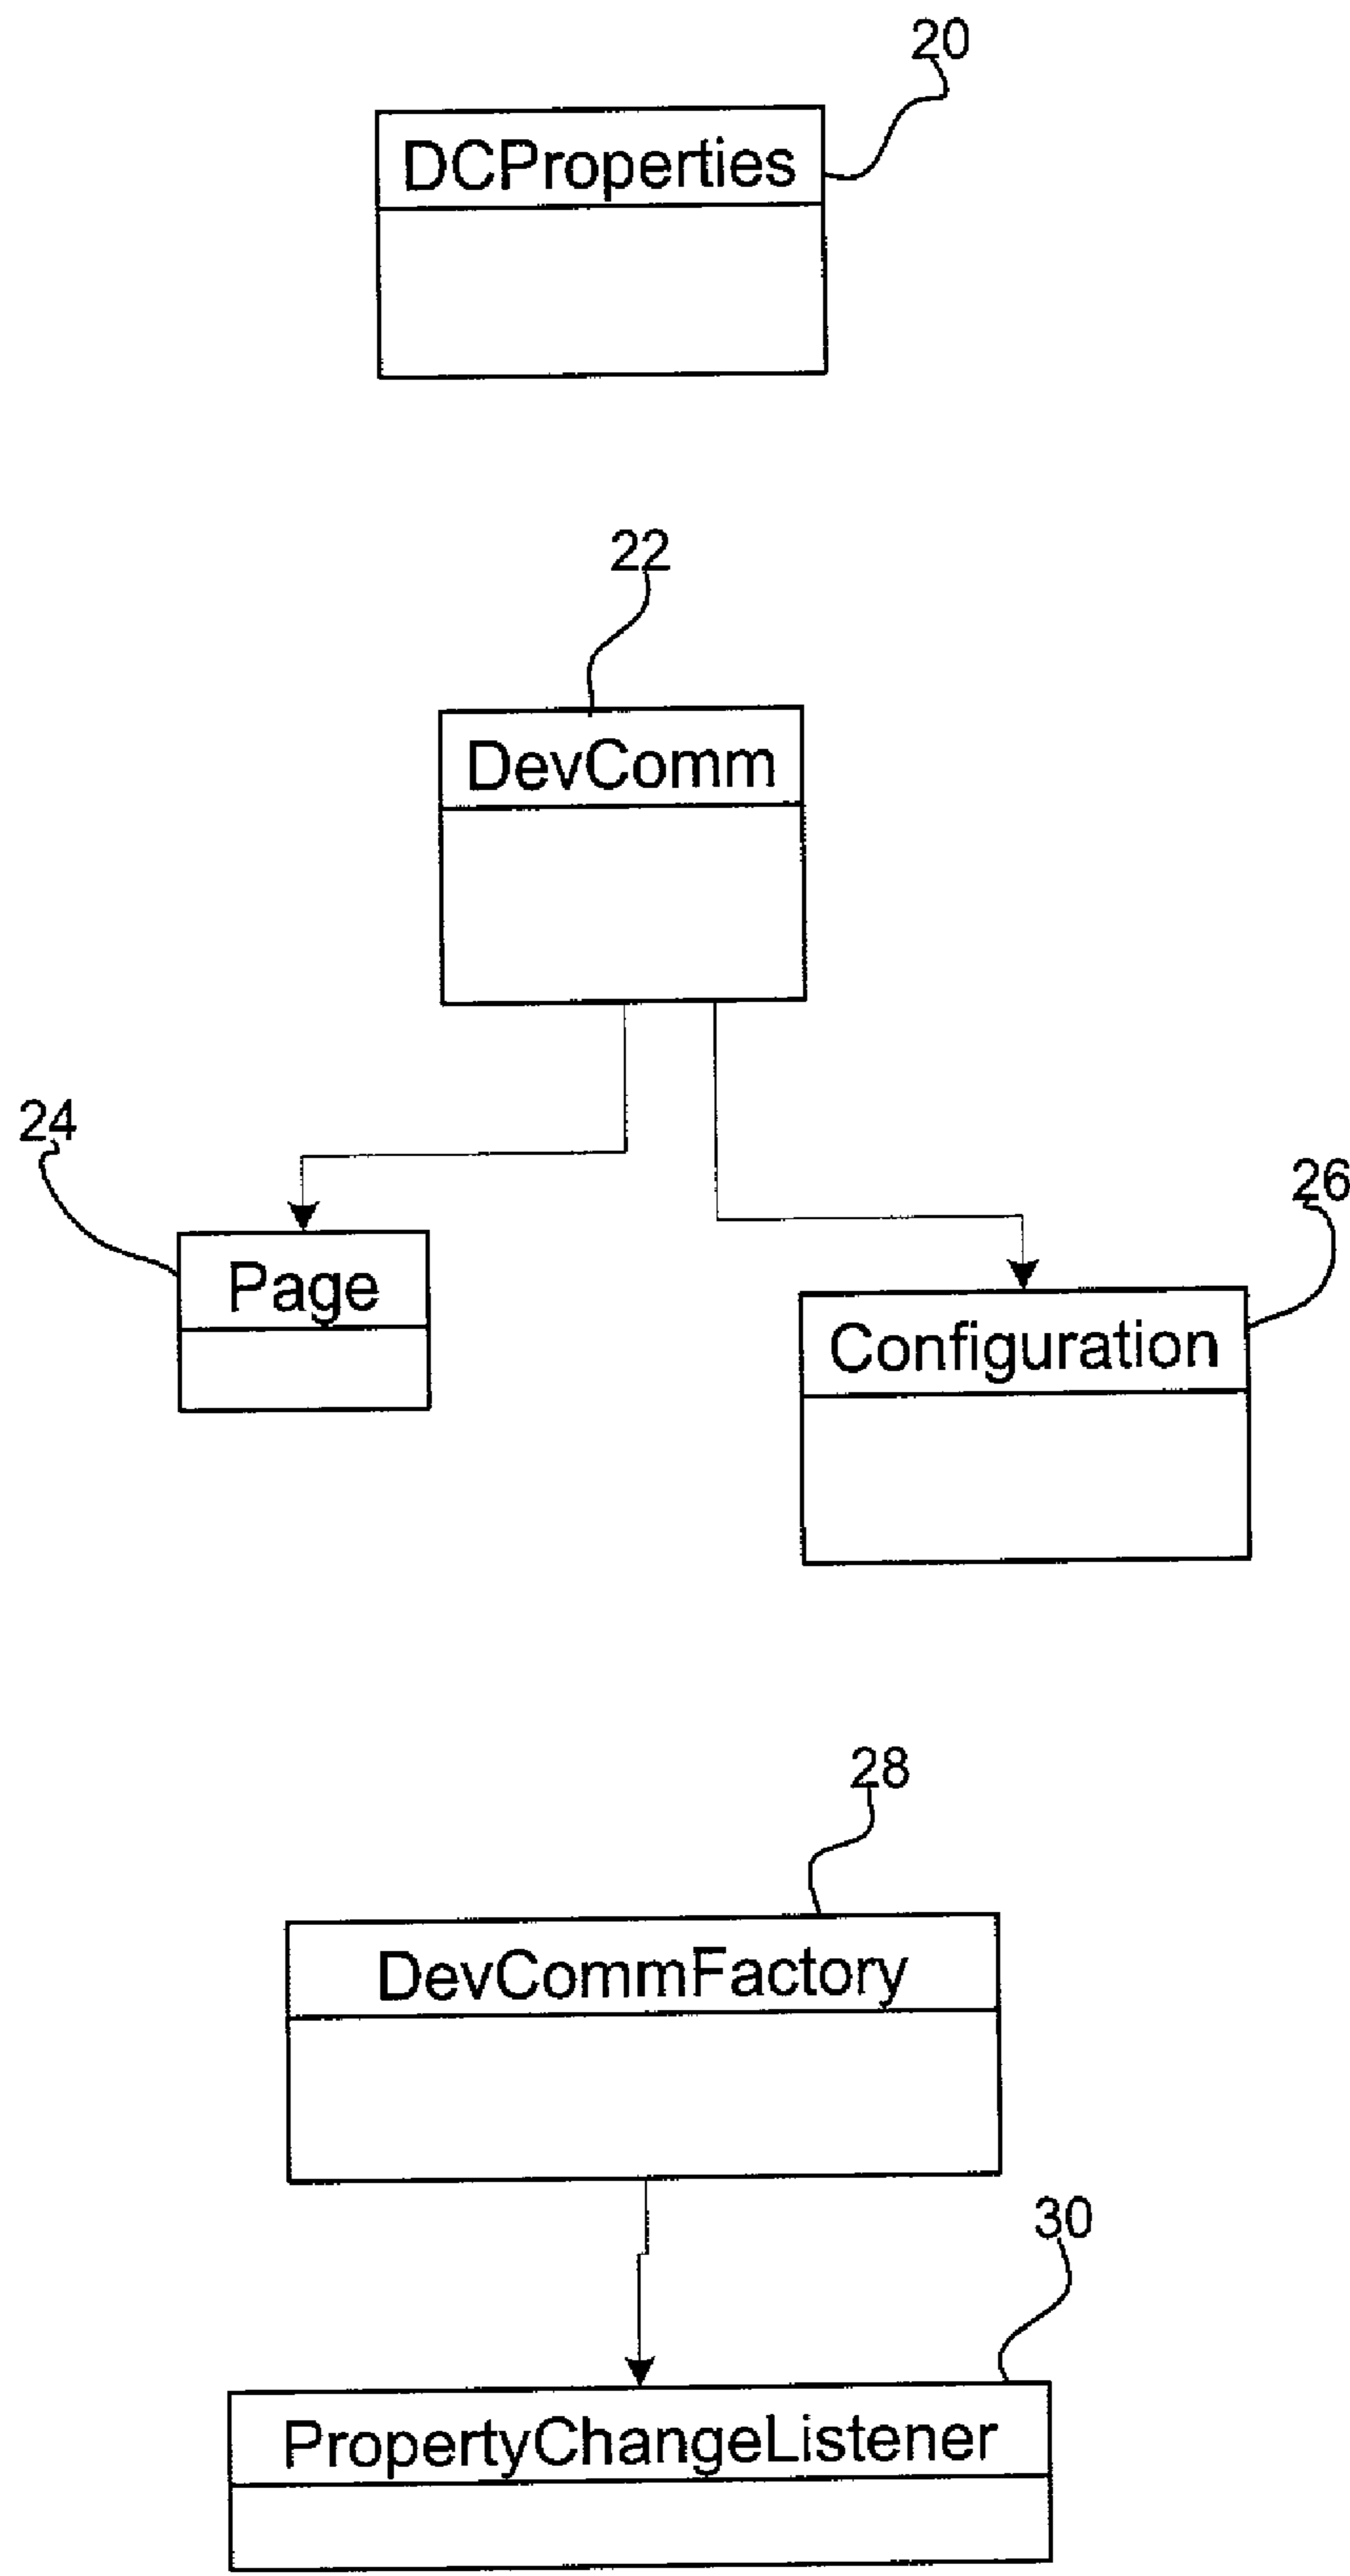 20
DCProperties
22
DevComm
24
Page
26
Configuration
28
DevCommFactory
30
PropertyChangeListener